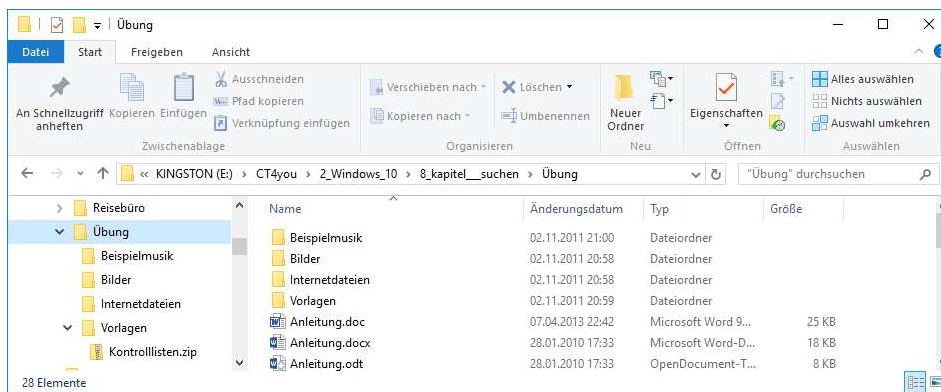 Übung
Datei Start Freigeben Ansicht
An Schnellzugriff anheften
Kopieren
Einfügen
Ausschneiden
Pfad kopieren
Verknüpfung einfügen
Zwischenablage
Verschieben nach
Kopieren nach
Löschen
Umbenennen
Organisieren
Neuer
Ordner
Neu
Eigenschaften
Öffnen
Alles auswählen
Nichts auswählen
Auswahl umkehren
Auswählen
« KINGSTON (E:) > CT4you > 2_Windows_10 > 8_kapitel___suchen > Übung
"Übung" durchsuchen
Reisebüro
Übung
Beispielmusik
Bilder
Internetdateien
Vorlagen
Kontrolllisten.zip
Name Änderungsdatum Typ Größe
Beispielmusik 02.11.2011 21:00 Dateiordner
Bilder 02.11.2011 20:58 Dateiordner
Internetdateien 02.11.2011 20:58 Dateiordner
Vorlagen 02.11.2011 20:59 Dateiordner
Anleitung.doc 07.04.2013 22:42 Microsoft Word 9... 25 KB
Anleitung.docx 28.01.2010 17:33 Microsoft Word-D... 18 KB
Anleitung.odt 28.01.2010 17:33 OpenDocument-T... 8 KB
28 Elemente